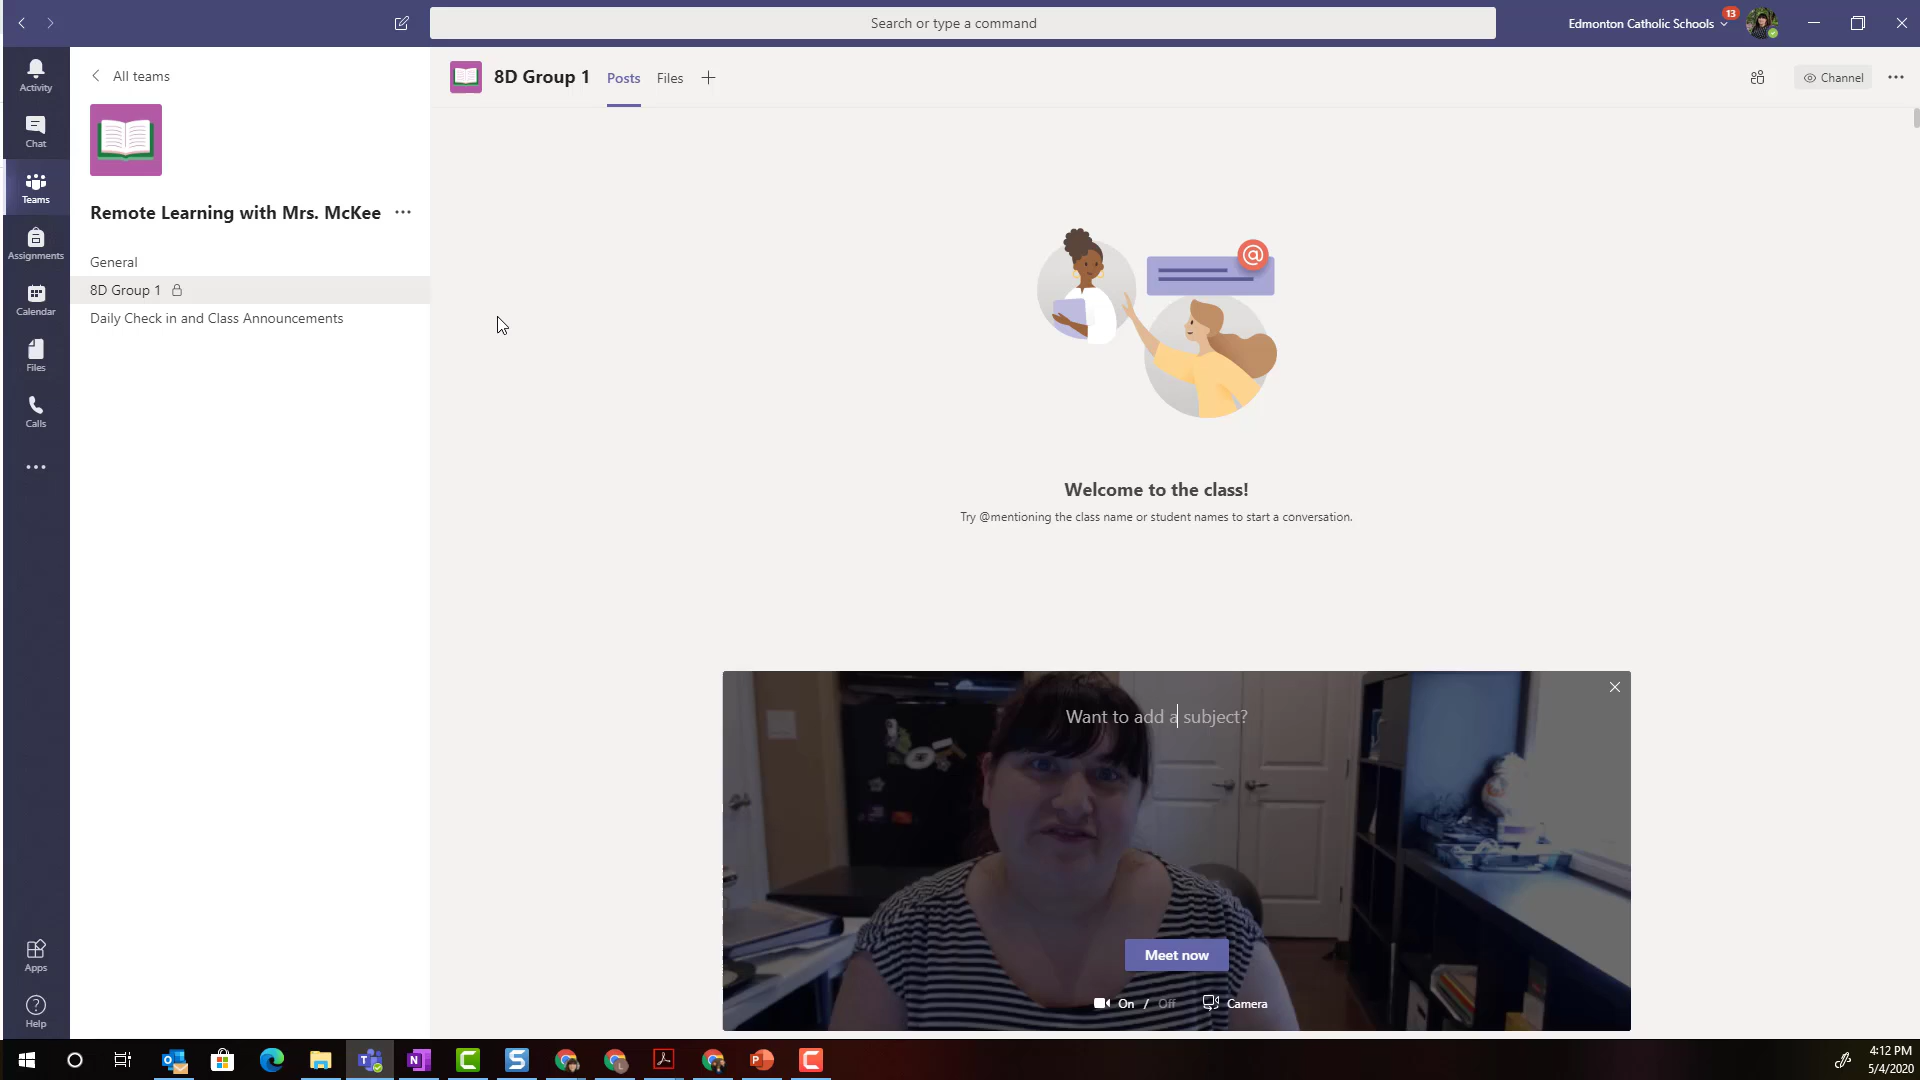 Search or type a command
Edmonton Catholic Schools
13
Activity
Chat
Teams
Assignments
Calendar
Files
Calls
Apps
Help
All teams
Remote Learning with Mrs. McKee
General
8D Group 1
Daily Check in and Class Announcements
8D Group 1 Posts Files
Channel
@
Welcome to the class!
Try @mentioning the class name or student names to start a conversation.
Want to add a subject?
Meet now
On / Off Camera
4:12 PM
5/4/2020